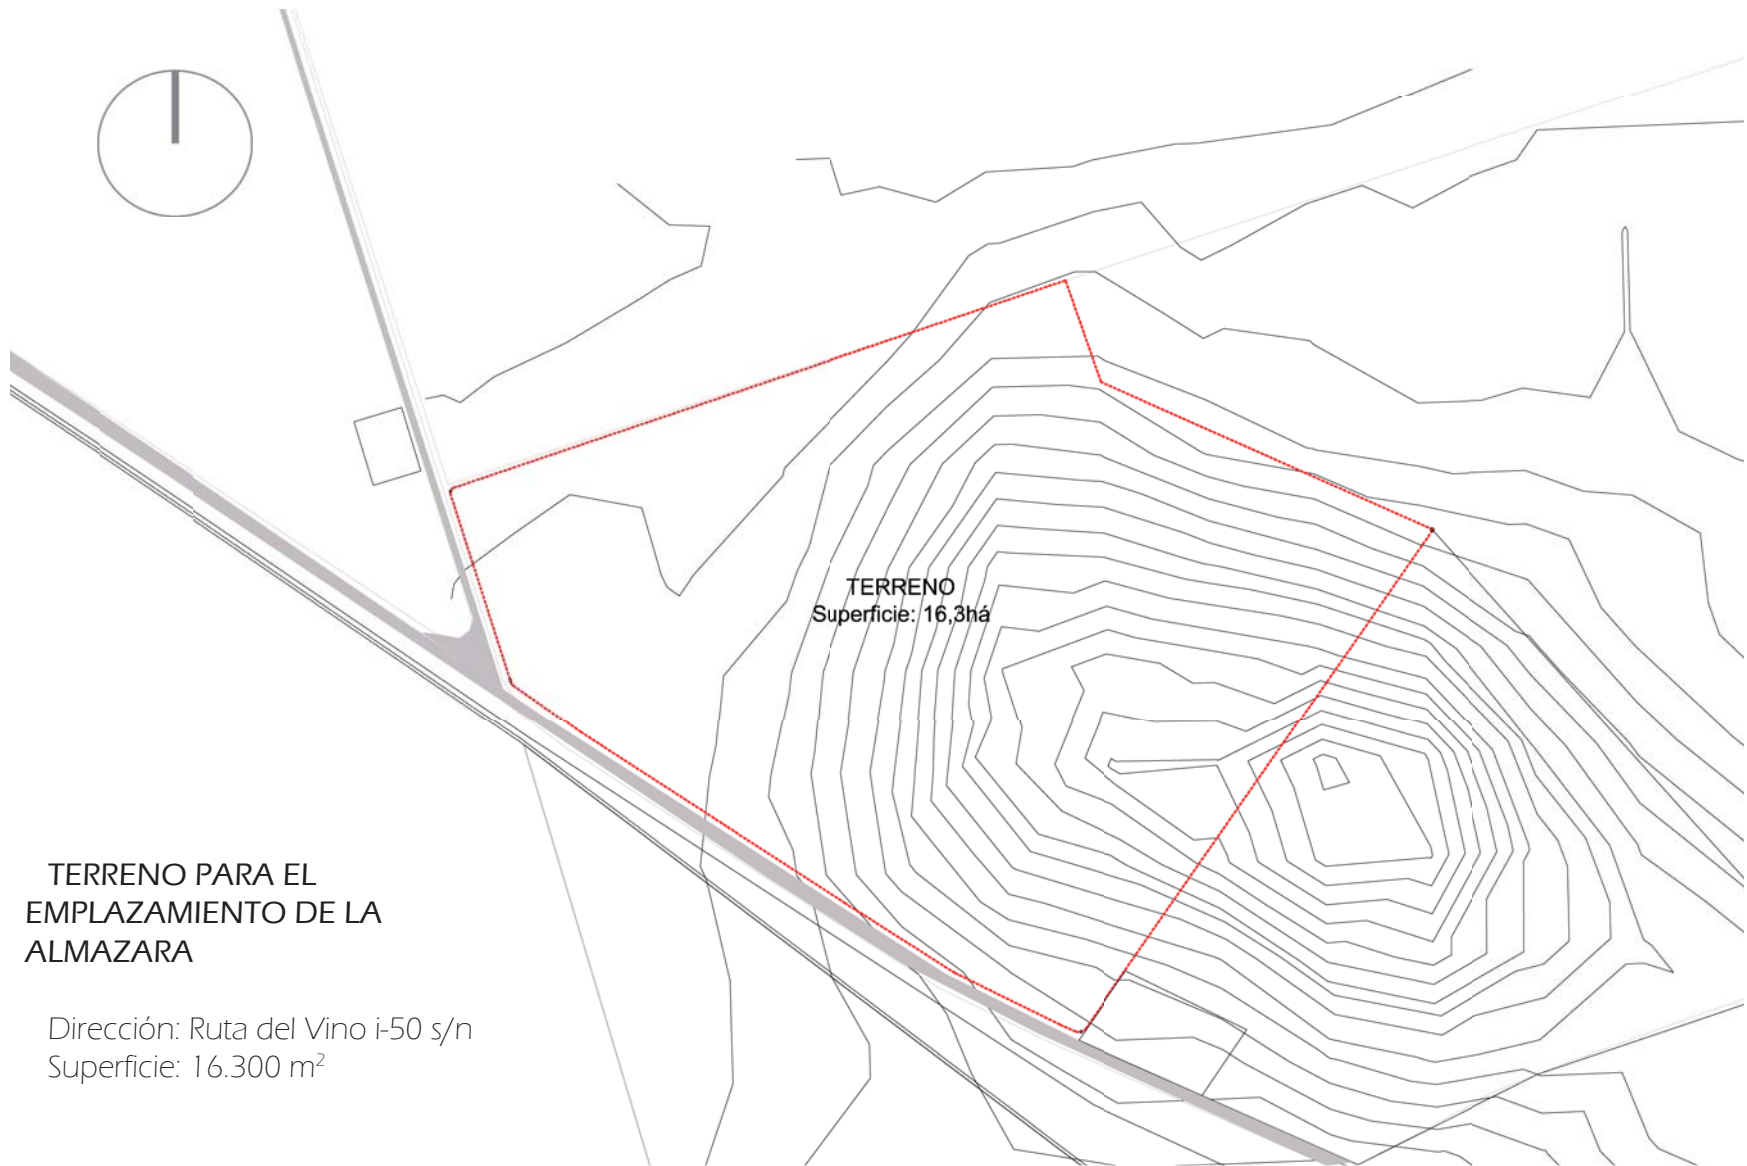 TERRENO
Superficie: 16,3há
TERRENO PARA EL
EMPLAZAMIENTO DE LA
ALMAZARA
Dirección: Ruta del Vino i-50 s/n
Superficie: 16.300 m²